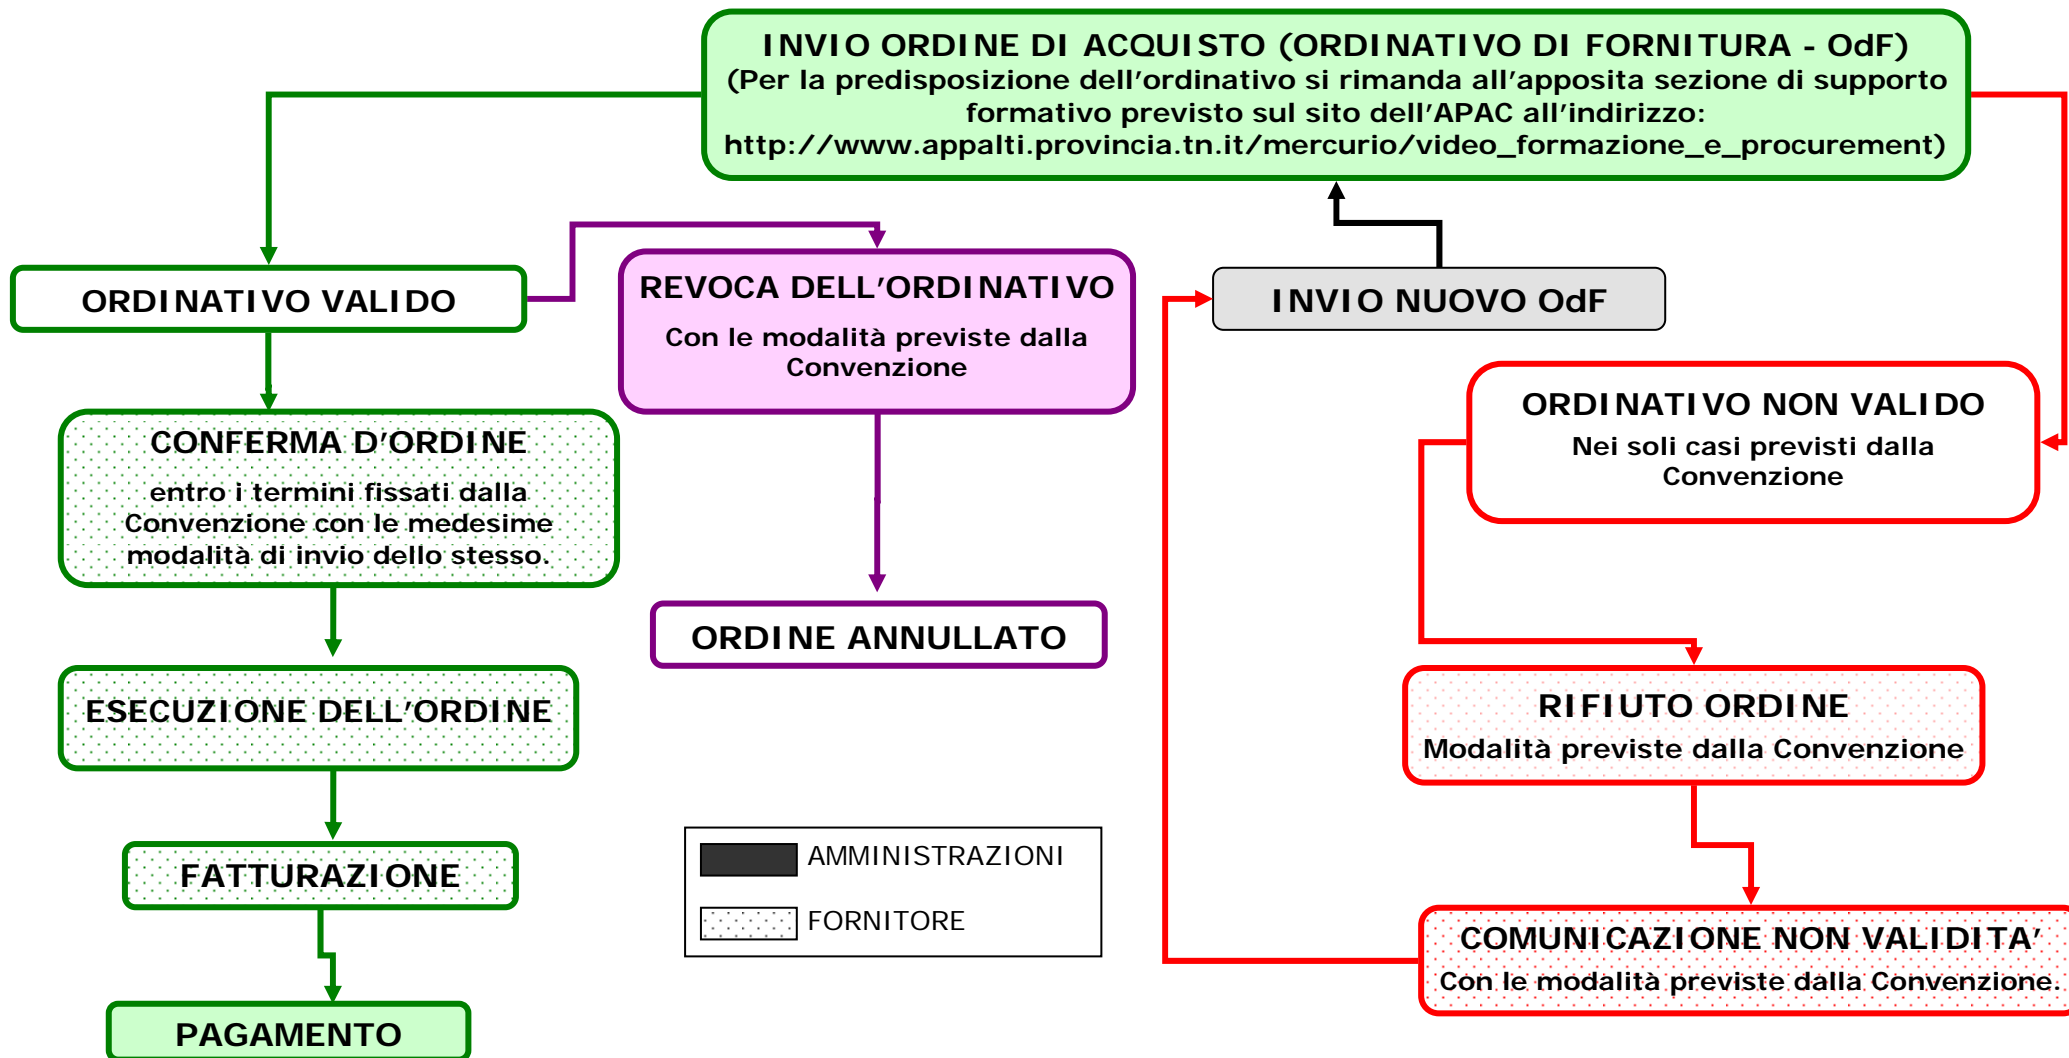 INVIO ORDINE DI ACQUISTO (ORDINATIVO DI FORNITURA - OdF)
(Per la predisposizione dell'ordinativo si rimanda all'apposita sezione di supporto
formativo previsto sul sito dell'APAC all'indirizzo:
http://www.appalti.provincia.tn.it/mercurio/video_formazione_e_procurement)
ORDINATIVO VALIDO
REVOCA DELL'ORDINATIVO
Con le modalità previste dalla
Convenzione
INVIO NUOVO OdF
ORDINATIVO NON VALIDO
Nei soli casi previsti dalla
Convenzione
CONFERMA D'ORDINE
entro i termini fissati dalla
Convenzione con le medesime
modalità di invio dello stesso.
ORDINE ANNULLATO
ESECUZIONE DELL'ORDINE
RIFIUTO ORDINE
Modalità previste dalla Convenzione
FATTURAZIONE
AMMINISTRAZIONI
FORNITORE
COMUNICAZIONE NON VALIDITA'
Con le modalità previste dalla Convenzione.
PAGAMENTO